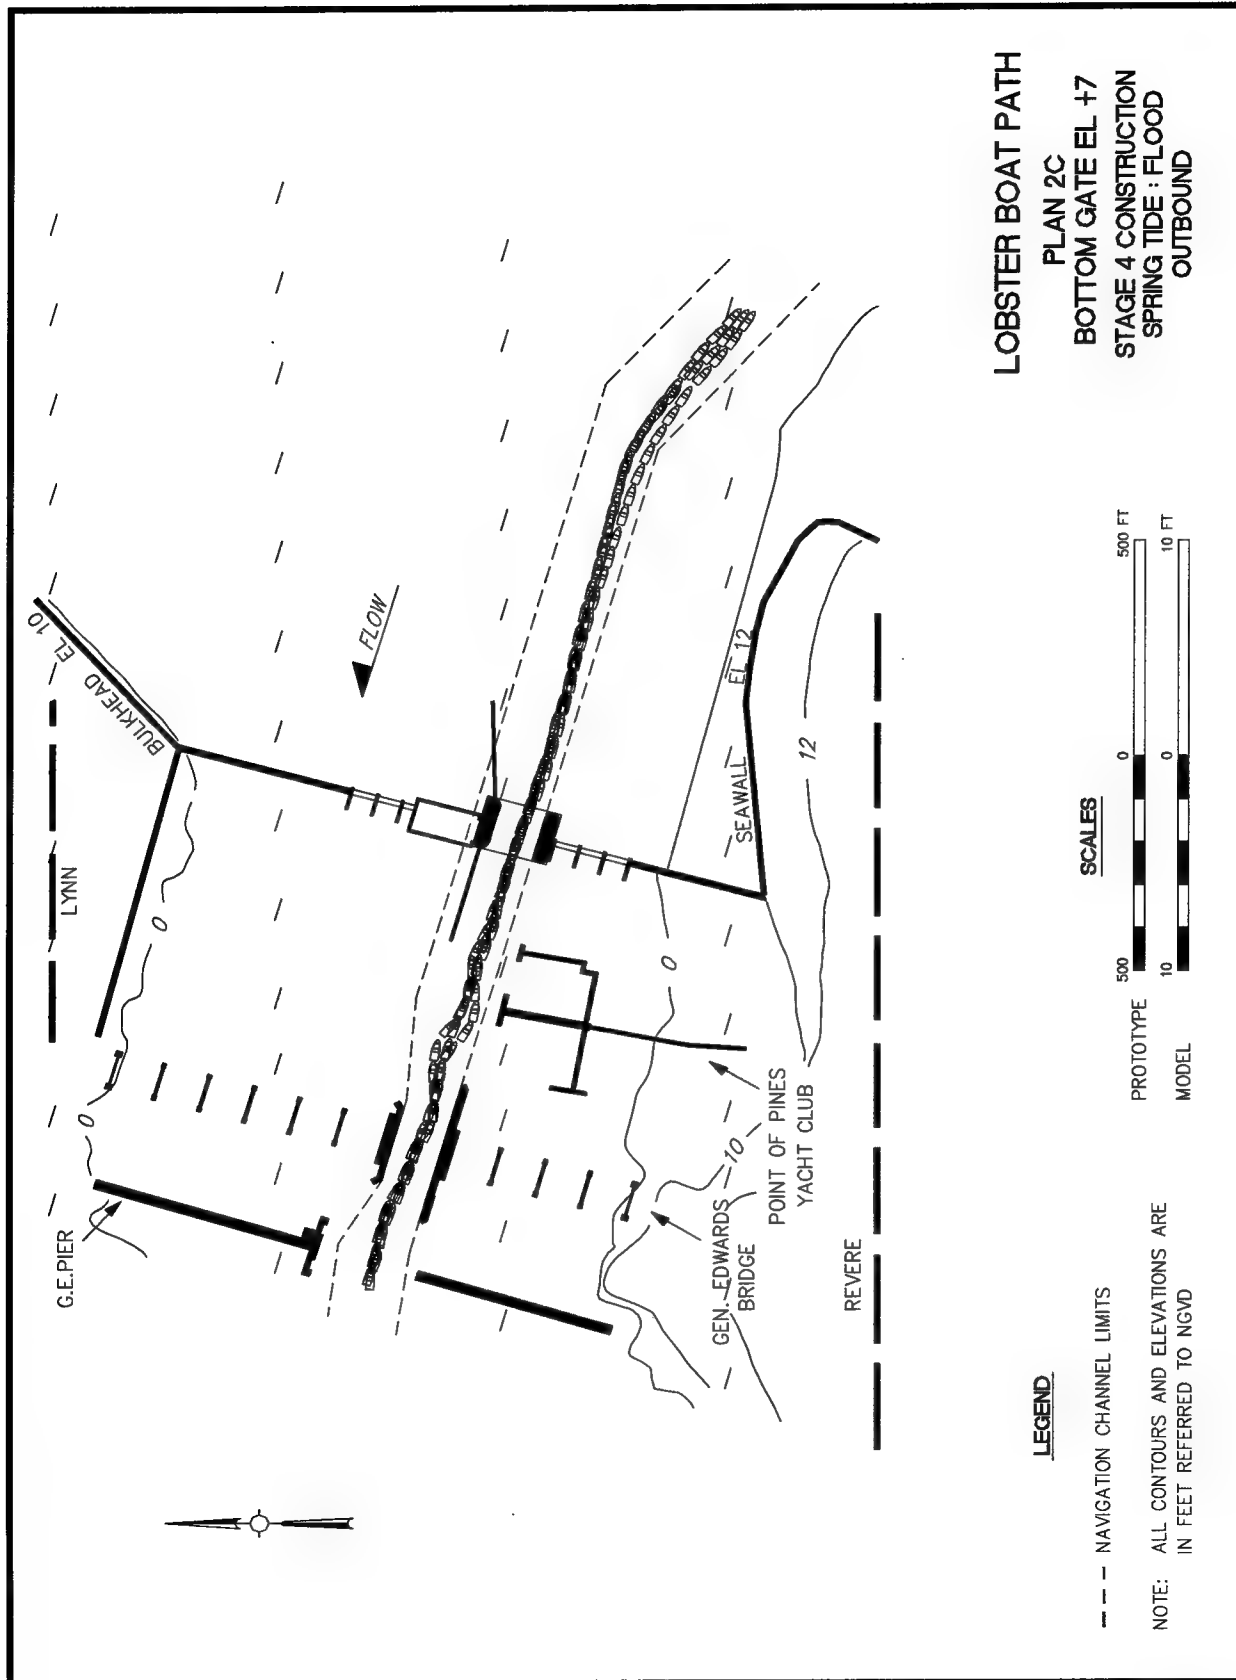 LOBSTER BOAT PATH
PLAN 2C
BOTTOM GATE EL +7
STAGE 4 CONSTRUCTION
SPRING TIDE : FLOOD
OUTBOUND
LYNN
BULKHEAD EL 10
G.E.PIER
0
0
FLOW
0
10
12
SEAWALL EL 12
GEN. EDWARDS
BRIDGE
POINT OF PINES
YACHT CLUB
REVERE
LEGEND
NAVIGATION CHANNEL LIMITS
NOTE: ALL CONTOURS AND ELEVATIONS ARE
IN FEET REFERRED TO NGVD
SCALES
PROTOTYPE 500 0 500 FT
MODEL 10 0 10 FT